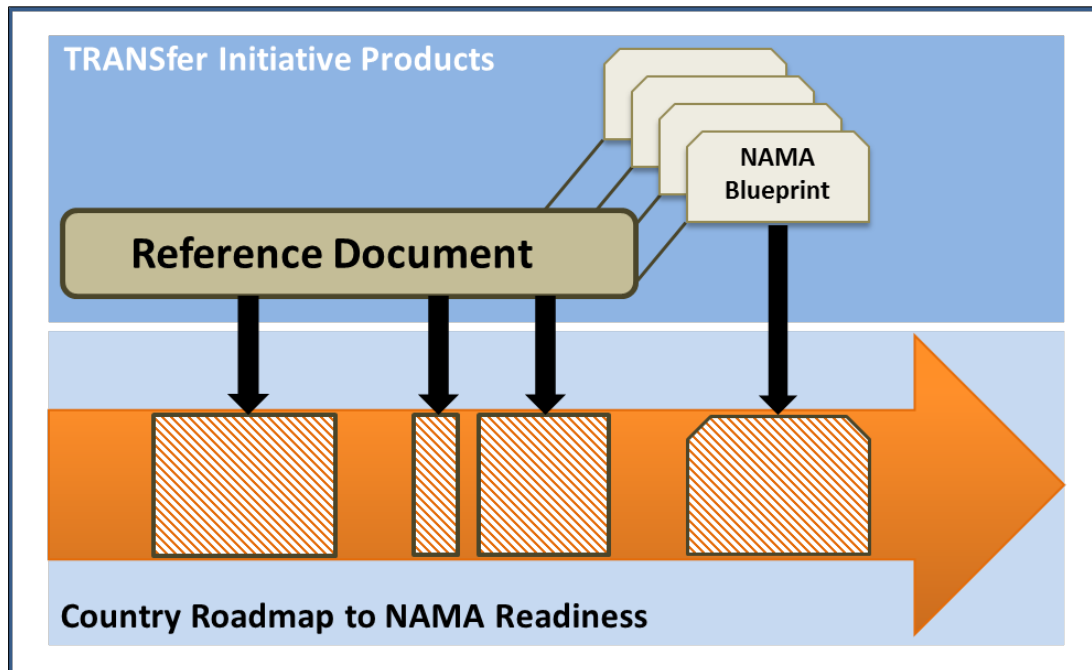 TRANSfer Initiative Products
NAMA
Blueprint
Reference Document
Country Roadmap to NAMA Readiness